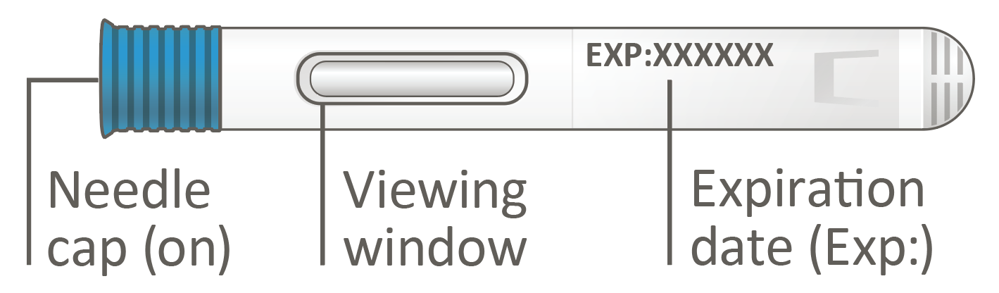 EXP:XXXXXX
Needle
cap (on)
Viewing
window
Expiration
date (Exp:)